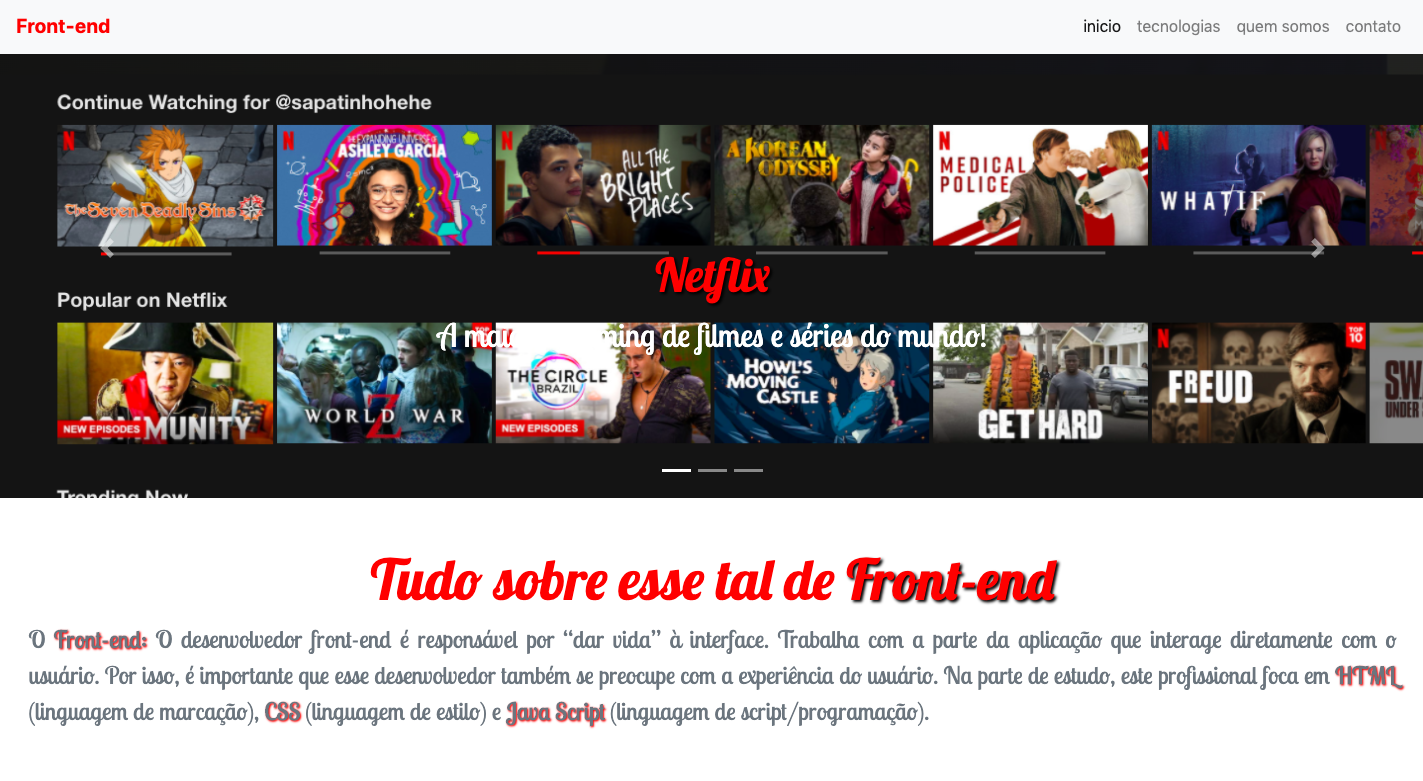 Front-end
inicio tecnologias quem somos contato
Continue Watching for @sapatinhohehe
The Seven Deadly Sins
THE EXPANDING UNIVERSE OF
ASHLEY GARCIA
ALL THE
BRIGHT
PLACES
A KOREAN
ODYSSEY
MEDICAL
POLICE
WHAT IF
Netflix
Popular on Netflix
A de filmes e séries do mundo!
COMMUNITY
NEW EPISODES
WORLD WAR Z
THE CIRCLE
BRAZIL
NEW EPISODES
HOWL'S
MOVING
CASTLE
GET HARD
FREUD
TOP
10
UNDER
Trending Now
Tudo sobre esse tal de Front-end
O Front-end: O desenvolvedor front-end é responsável por “dar vida” à interface. Trabalha com a parte da aplicação que interage diretamente com o
usuário. Por isso, é importante que esse desenvolvedor também se preocupe com a experiência do usuário. Na parte de estudo, este profissional foca em HTML
(linguagem de marcação), CSS (linguagem de estilo) e Java Script (linguagem de script/programação).